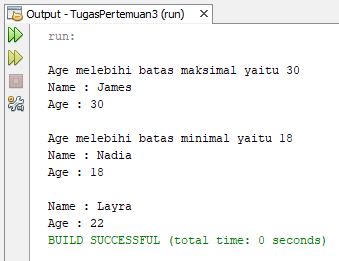 Output - TugasPertemuan3 (run)
run:
Age melebihi batas maksimal yaitu 30
Name : James
Age : 30
Age melebihi batas minimal yaitu 18
Name : Nadia
Age : 18
Name : Layra
Age : 22
BUILD SUCCESSFUL (total time: 0 seconds)